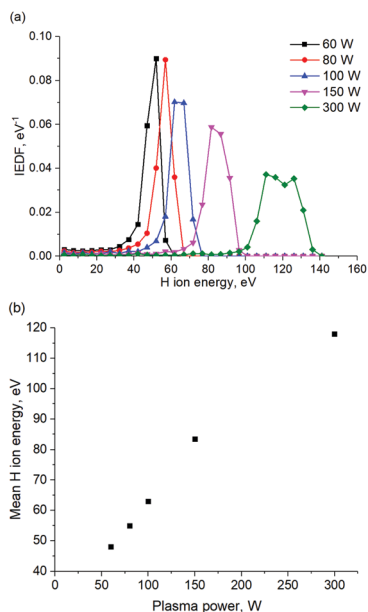 (a)
60 W
80 W
100 W
150 W
300 W
IEDF, eV⁻¹
0.10
0.08
0.06
0.04
0.02
0.00
0 20 40 60 80 100 120 140 160
H ion energy, eV
(b)
Mean H ion energy, eV
120
110
100
90
80
70
60
50
40
0 50 100 150 200 250 300
Plasma power, W